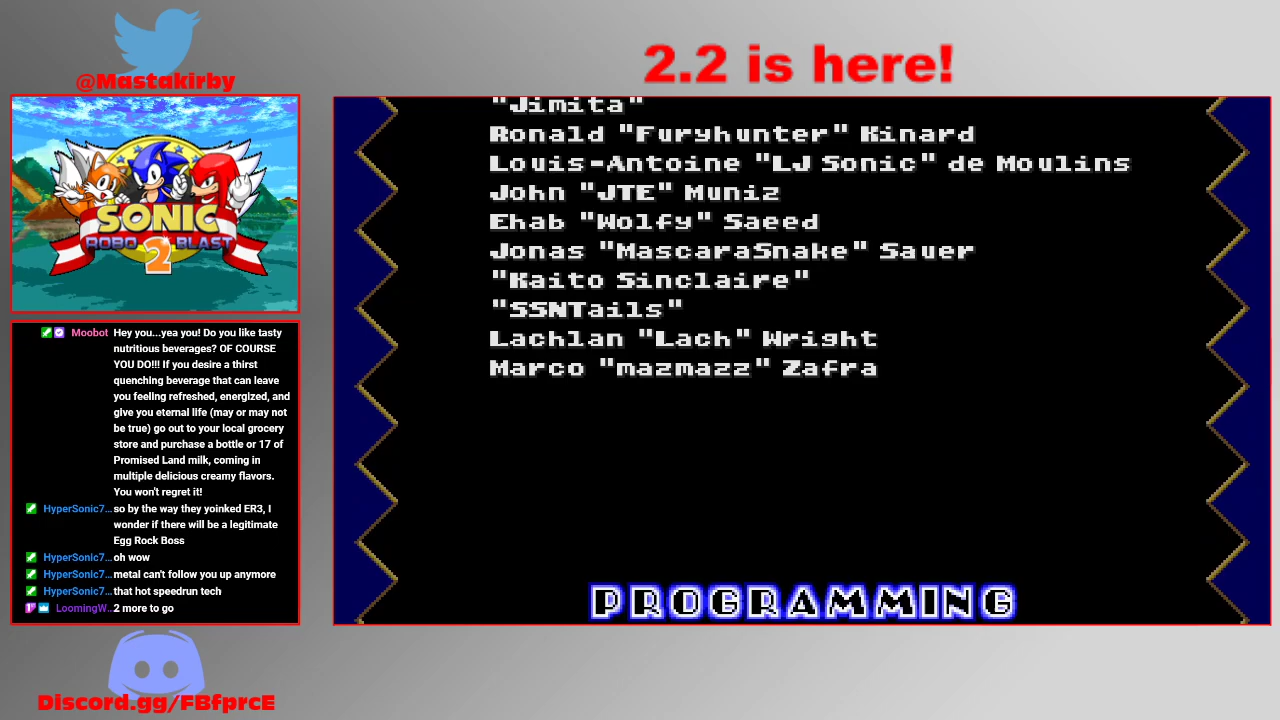 @Mastakirby
2.2 is here!
SONIC
ROBO BLAST
2
Moobot Hey you...yea you! Do you like tasty
nutritious beverages? OF COURSE
YOU DO!!! If you desire a thirst
quenching beverage that can leave
you feeling refreshed, energized, and
give you eternal life (may or may not
be true) go out to your local grocery
store and purchase a bottle or 17 of
Promised Land milk, coming in
multiple delicious creamy flavors.
You won't regret it!
HyperSonic7... so by the way they yoinked ER3, I
wonder if there will be a legitimate
Egg Rock Boss
HyperSonic7... oh wow
HyperSonic7... metal can't follow you up anymore
HyperSonic7... that hot speedrun tech
LoomingW... 2 more to go
Discord.gg/FBfprcE
"Jimita"
Ronald "Furyhunter" Kinard
Louis-Antoine "LJ Sonic" de Moulins
John "JTE" Muniz
Ehab "Wolfy" Saeed
Jonas "MascaraSnake" Sauer
"Kaito Sinclaire"
"SSNTails"
Lachlan "Lach" Wright
Marco "mazmazz" Zafra
PROGRAMMING